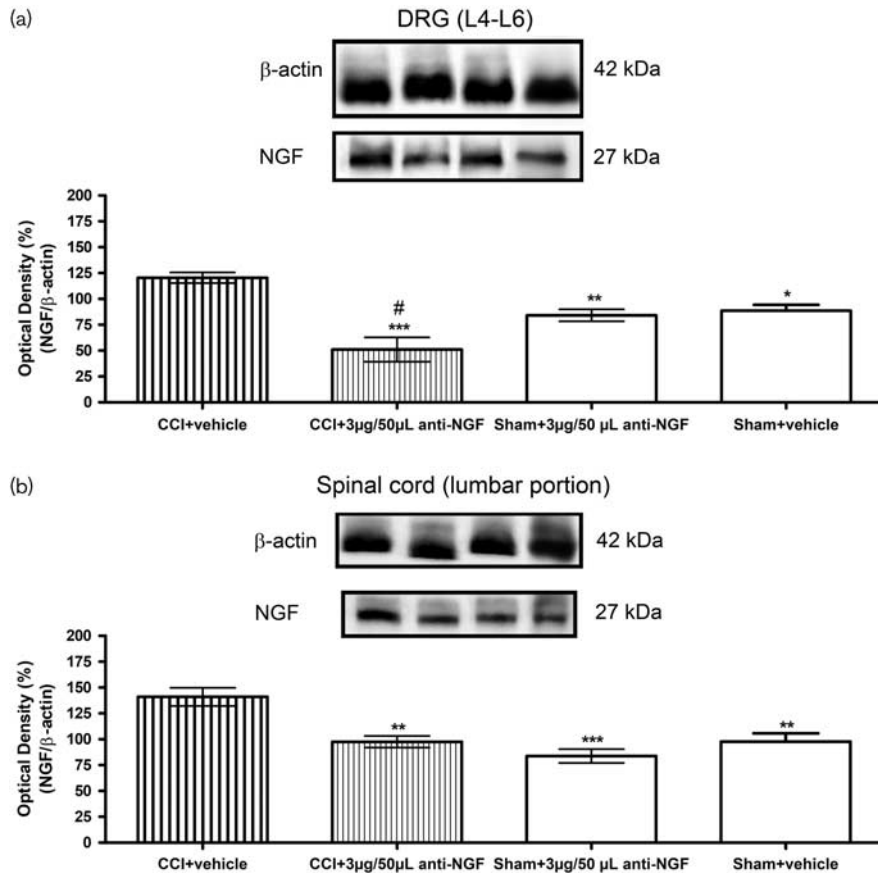 (a)
DRG (L4-L6)
β-actin
42 kDa
NGF
27 kDa
Optical Density (%)
(NGF/β-actin)
200
175
150
125
100
75
50
25
0
#
***
**
*
CCI+vehicle
CCI+3µg/50µL anti-NGF
Sham+3µg/50 µL anti-NGF
Sham+vehicle
(b)
Spinal cord (lumbar portion)
β-actin
42 kDa
NGF
27 kDa
Optical Density (%)
(NGF/β-actin)
200
175
150
125
100
75
50
25
0
**
***
**
CCI+vehicle
CCI+3µg/50µL anti-NGF
Sham+3µg/50 µL anti-NGF
Sham+vehicle